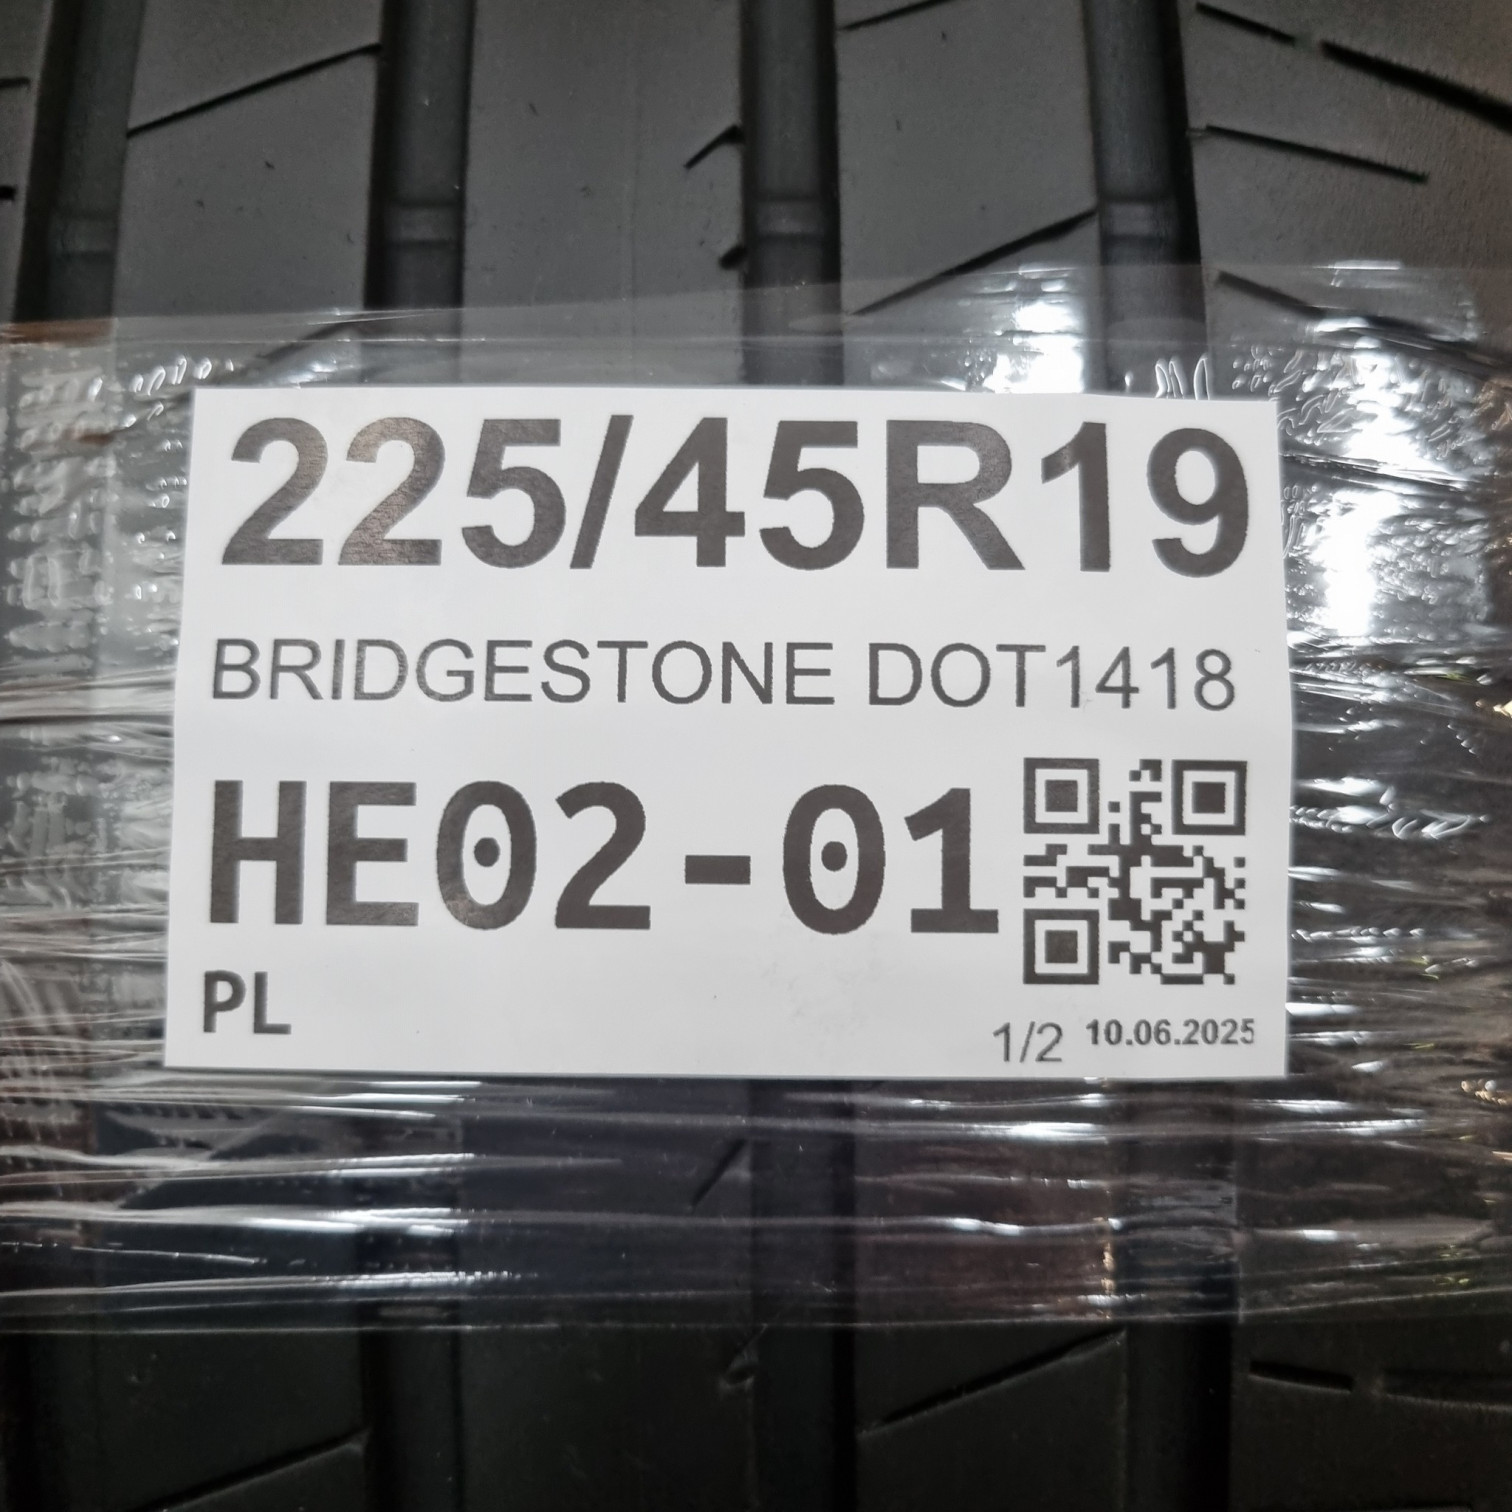 225/45R19
BRIDGESTONE DOT1418
HE02-01
PL
1/2 10.06.2025